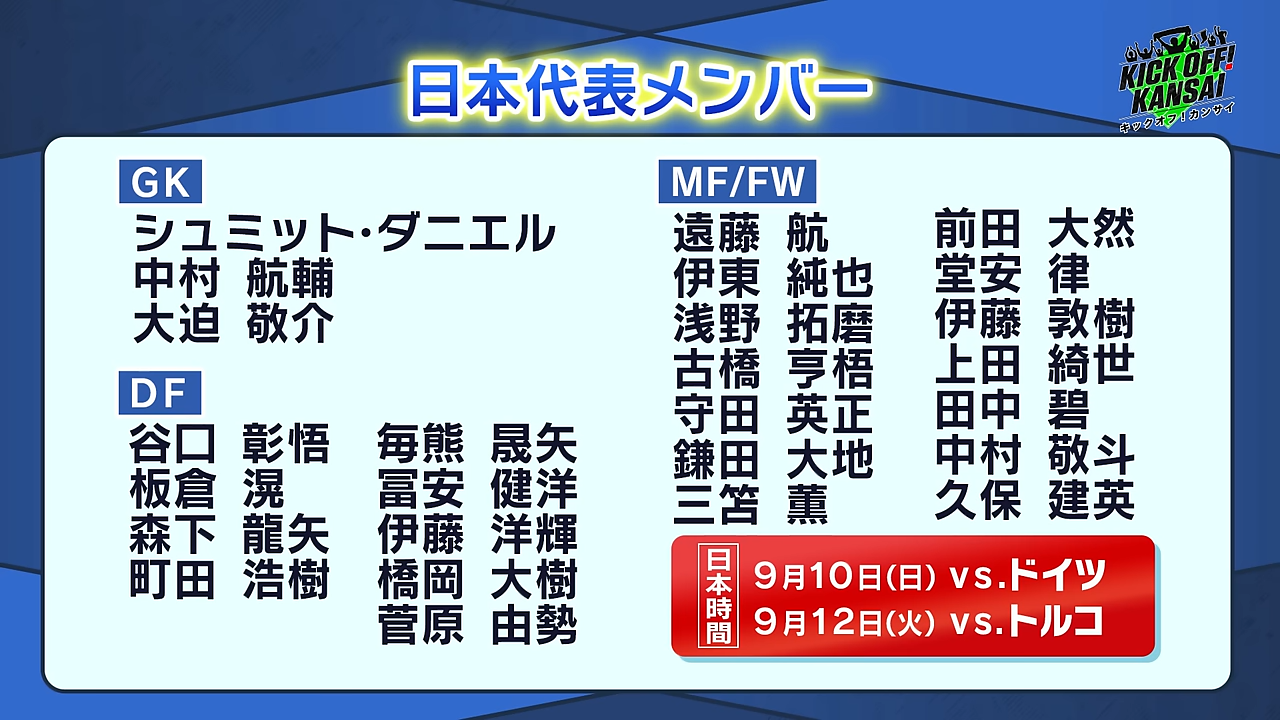 日本代表メンバー
KICK OFF!
KANSAI
キックオフ!カンサイ
GK
シュミット・ダニエル
中村 航輔
大迫 敬介
DF
谷口 彰悟
板倉 滉
森下 龍矢
町田 浩樹
毎熊 晟矢
冨安 健洋
伊藤 洋輝
橋岡 大樹
菅原 由勢
MF/FW
遠藤 航
伊東 純也
浅野 拓磨
古橋 亨梧
守田 英正
鎌田 大地
三笘 薫
前田 大然
堂安 律
伊藤 敦樹
上田 綺世
田中 碧
中村 敬斗
久保 建英
日本時間
9月10日(日) vs.ドイツ
9月12日(火) vs.トルコ